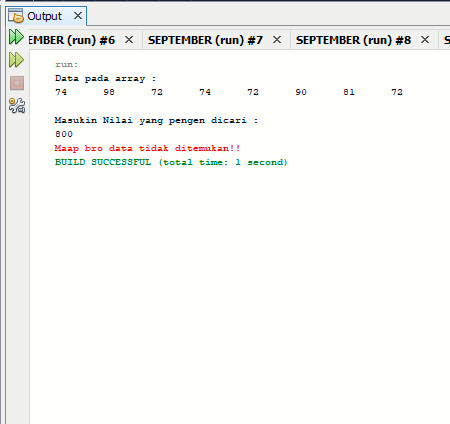 Output ×
EMBER (run) #6 × SEPTEMBER (run) #7 × SEPTEMBER (run) #8 × S
run:
Data pada array :
74 98 72 74 72 90 81 72
Masukin Nilai yang pengen dicari :
800
Maap bro data tidak ditemukan!!
BUILD SUCCESSFUL (total time: 1 second)